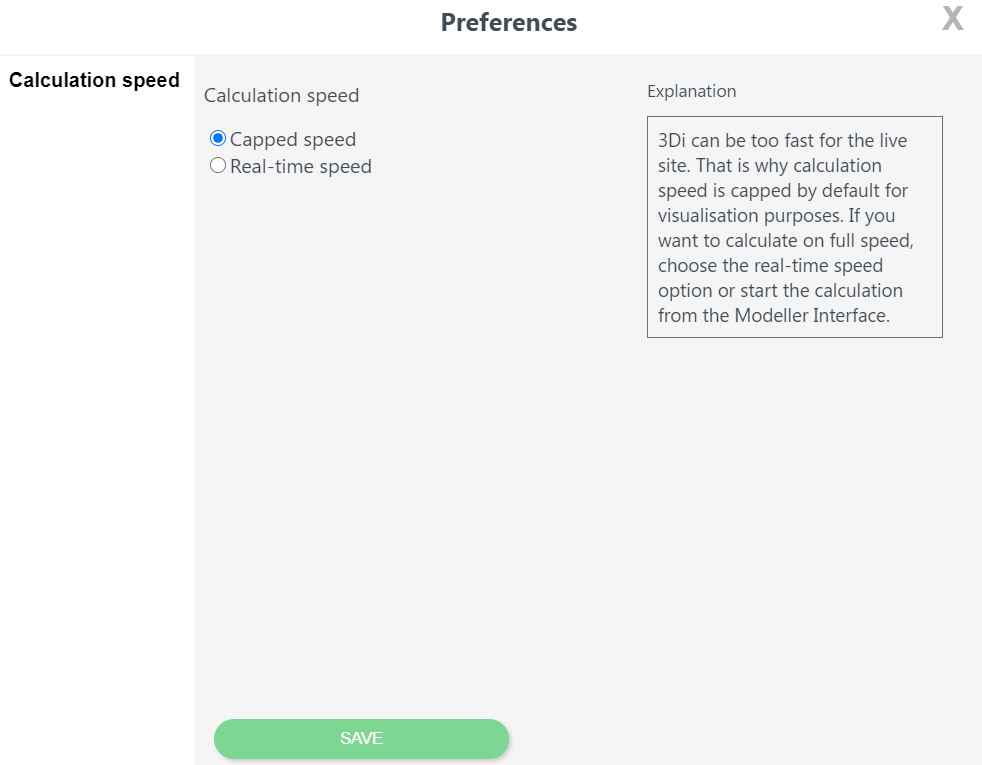 Preferences
X
Calculation speed
Calculation speed
Capped speed
Real-time speed
Explanation
3Di can be too fast for the live
site. That is why calculation
speed is capped by default for
visualisation purposes. If you
want to calculate on full speed,
choose the real-time speed
option or start the calculation
from the Modeller Interface.
SAVE